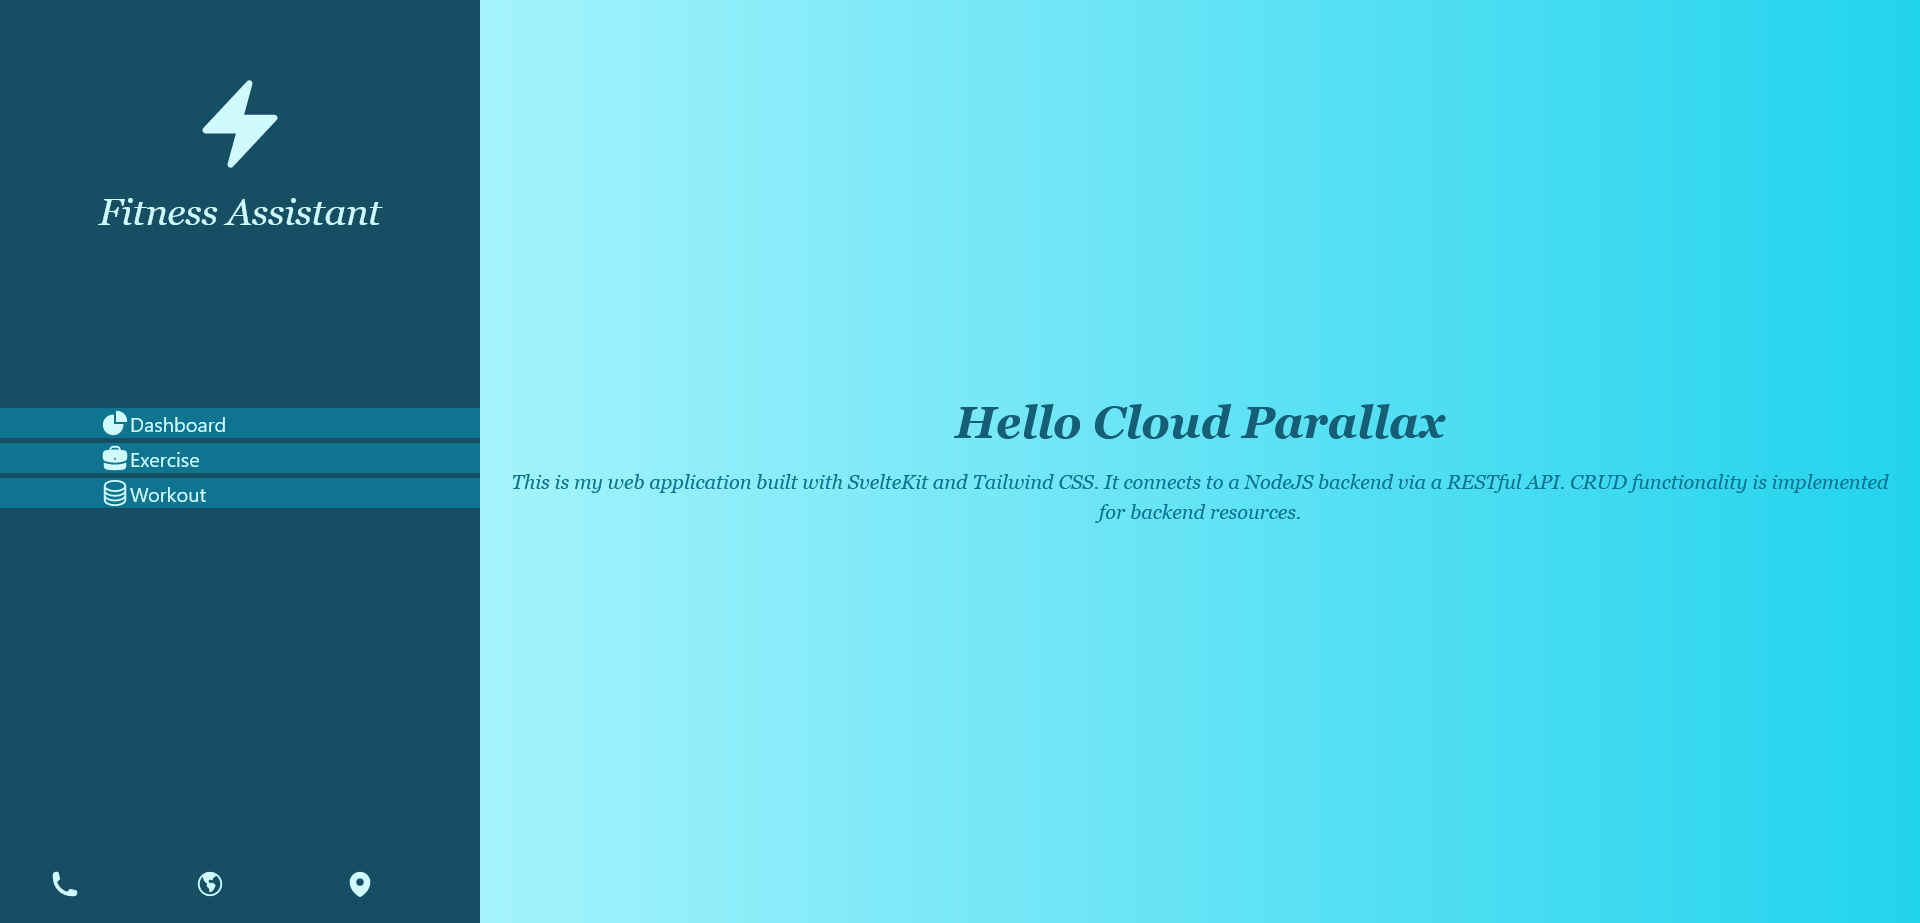 Fitness Assistant
Dashboard
Exercise
Workout
Hello Cloud Parallax
This is my web application built with SvelteKit and Tailwind CSS. It connects to a NodeJS backend via a RESTful API. CRUD functionality is implemented
for backend resources.